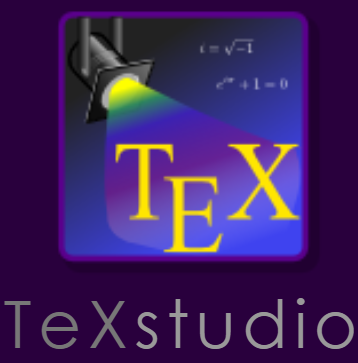 i = √−1
e^{iπ} + 1 = 0
TEX
TeXstudio